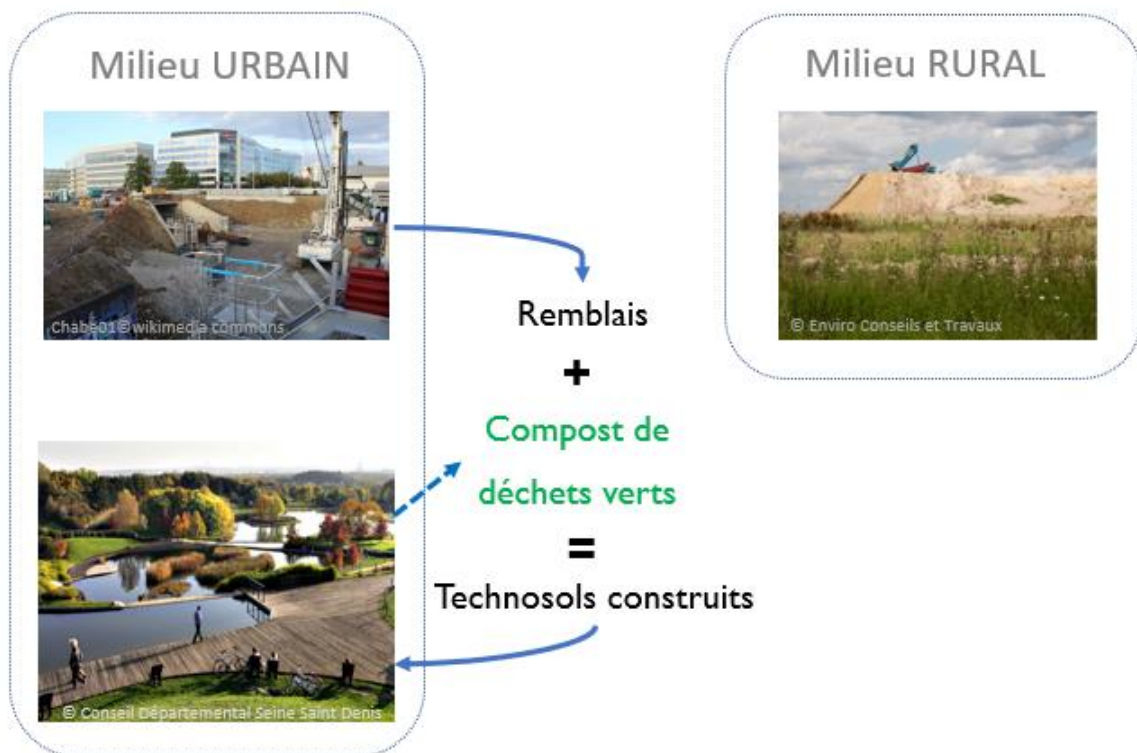 Milieu URBAIN
Chabe01©wikimedia commons
© Conseil Départemental Seine Saint Denis
Remblais
+
Compost de
déchets verts
=
Technosols construits
Milieu RURAL
© Enviro Conseils et Travaux